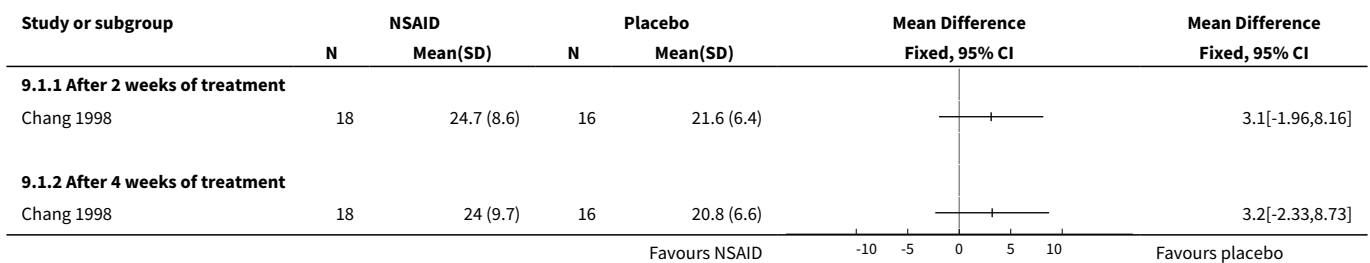 Study or subgroup NSAID Placebo Mean Difference Mean Difference
N Mean(SD) N Mean(SD) Fixed, 95% CI Fixed, 95% CI
9.1.1 After 2 weeks of treatment
Chang 1998 18 24.7 (8.6) 16 21.6 (6.4) 3.1[-1.96,8.16]
9.1.2 After 4 weeks of treatment
Chang 1998 18 24 (9.7) 16 20.8 (6.6) 3.2[-2.33,8.73]
Favours NSAID -10 -5 0 5 10 Favours placebo